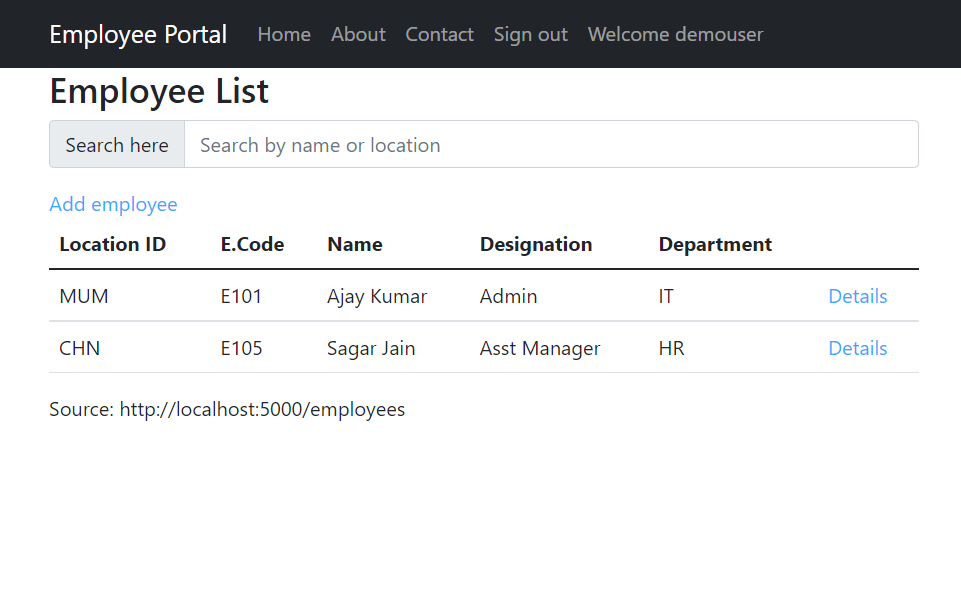 Employee Portal Home About Contact Sign out Welcome demouser
Employee List
Search here Search by name or location
Add employee
Location ID E.Code Name Designation Department
MUM E101 Ajay Kumar Admin IT Details
CHN E105 Sagar Jain Asst Manager HR Details
Source: http://localhost:5000/employees